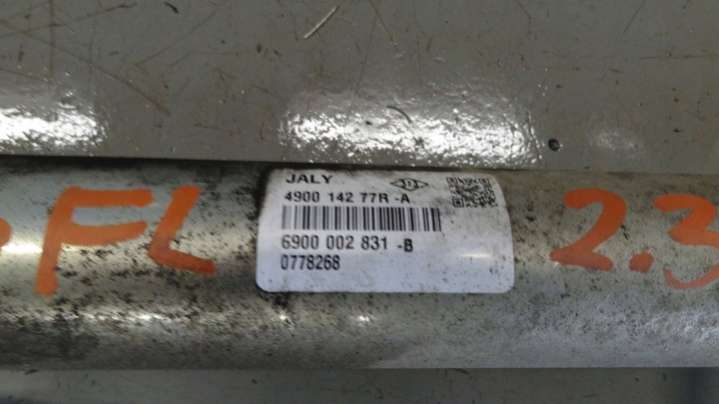 JALY
4900 142 77R -A
6900 002 831 -B
0778268
FL
2.3